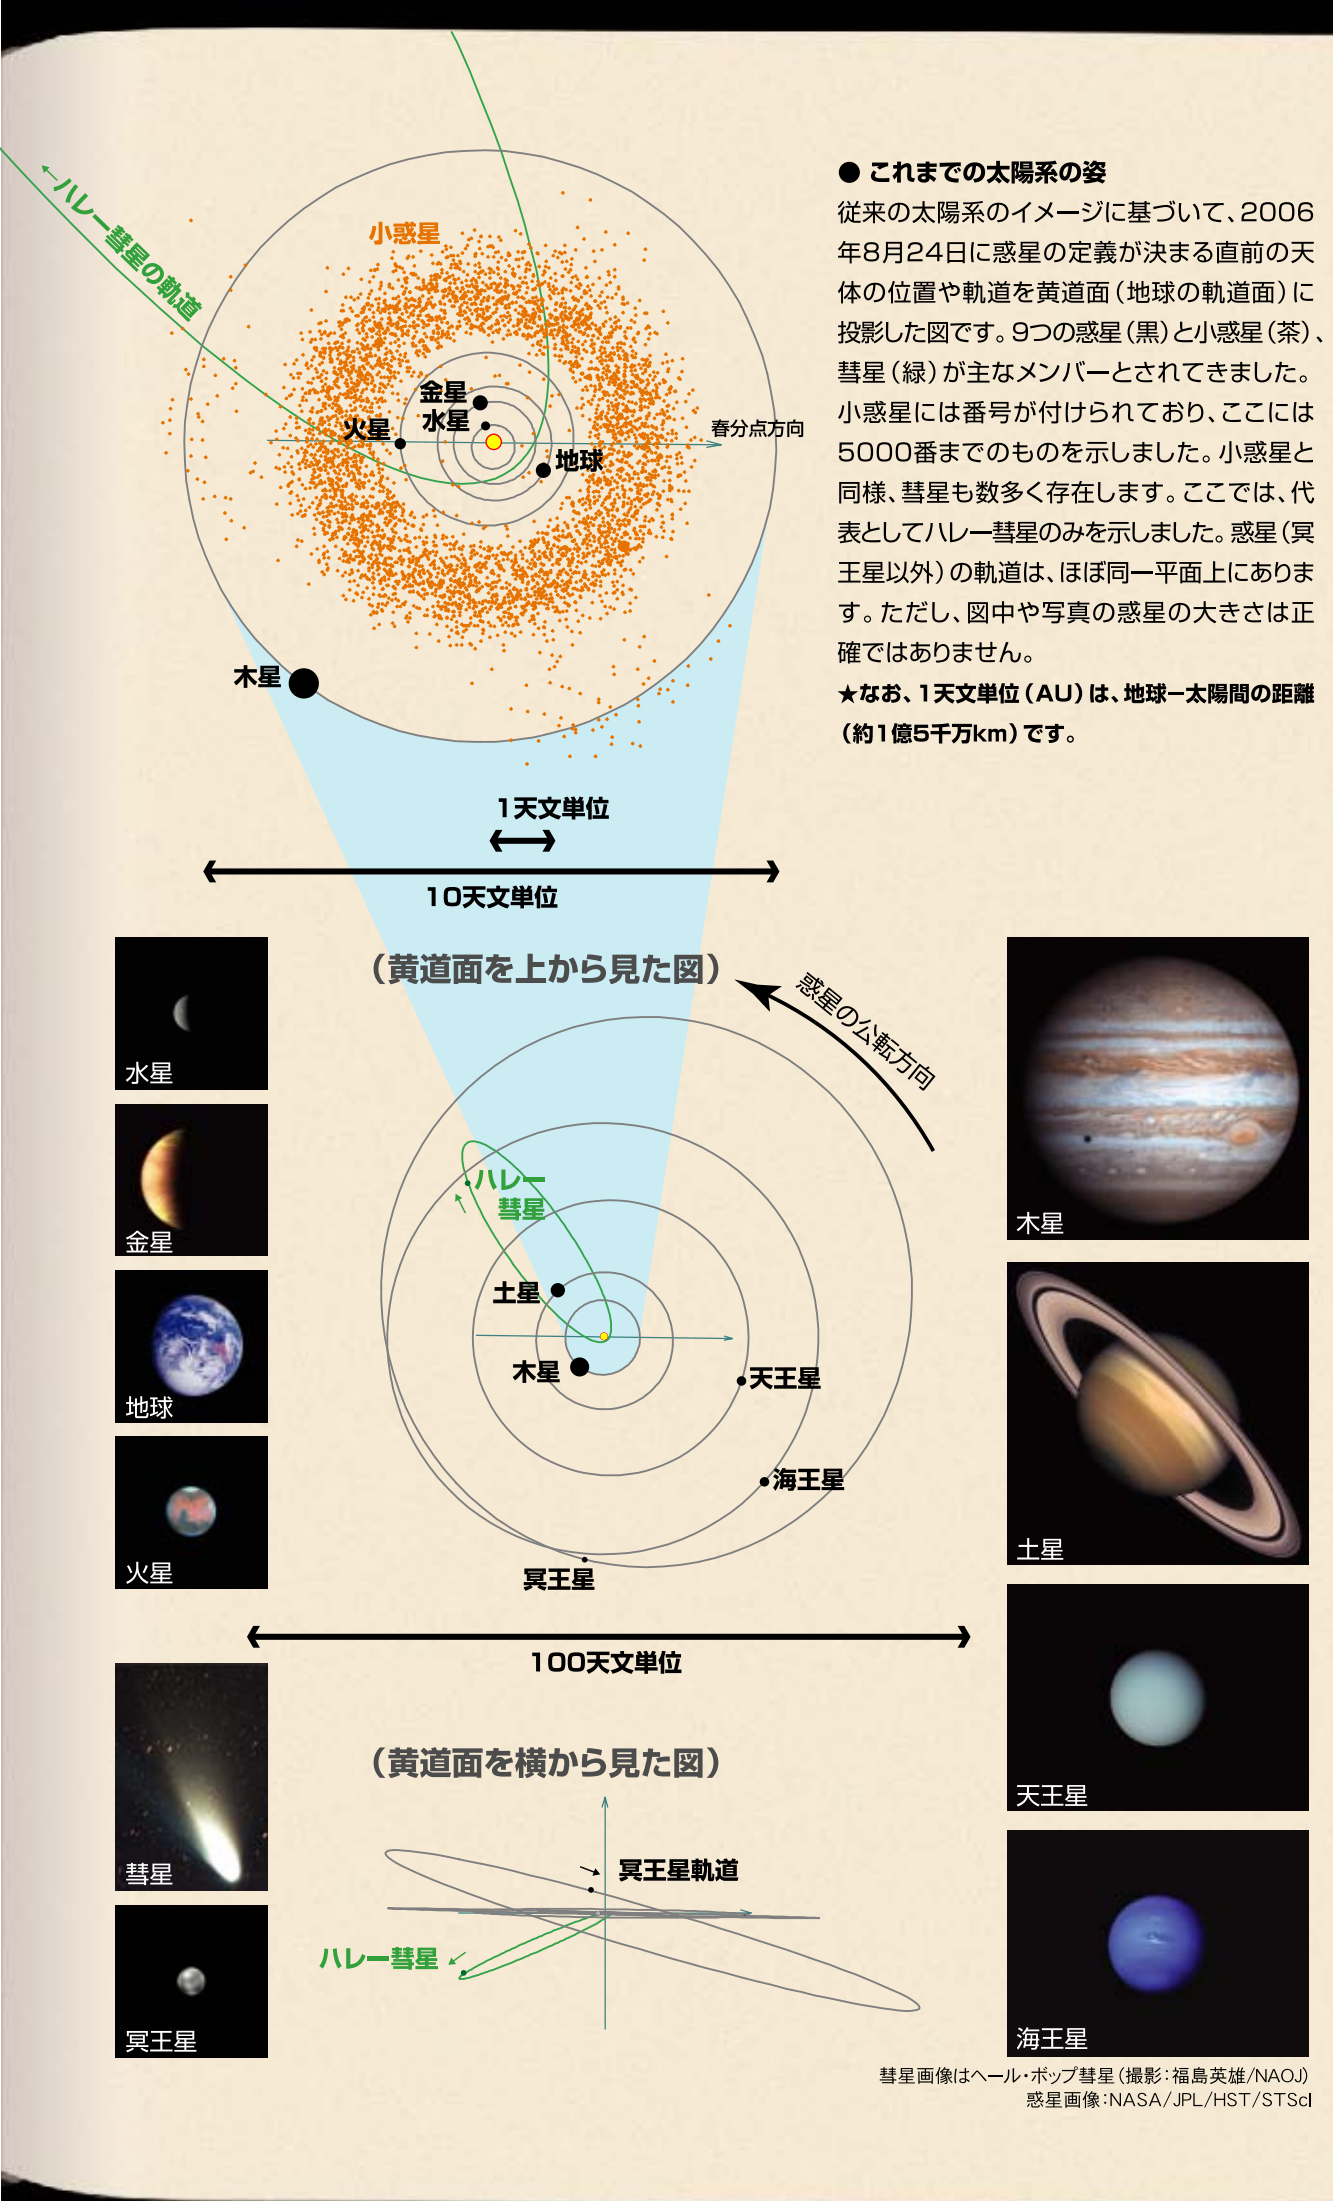 ← ハレー彗星の軌道
小惑星
金星
水星
火星
地球
春分点方向
木星
● これまでの太陽系の姿
従来の太陽系のイメージに基づいて、2006
年8月24日に惑星の定義が決まる直前の天
体の位置や軌道を黄道面（地球の軌道面）に
投影した図です。9つの惑星（黒）と小惑星（茶）、
彗星（緑）が主なメンバーとされてきました。
小惑星には番号が付けられており、ここには
5000番までのものを示しました。小惑星と
同様、彗星も数多く存在します。ここでは、代
表としてハレー彗星のみを示しました。惑星（冥
王星以外）の軌道は、ほぼ同一平面上にありま
す。ただし、図中や写真の惑星の大きさは正
確ではありません。
★なお、1天文単位（AU）は、地球−太陽間の距離
（約1億5千万km）です。
1天文単位
10天文単位
（黄道面を上から見た図）
惑星の公転方向
ハレー
彗星
土星
木星
天王星
海王星
冥王星
100天文単位
（黄道面を横から見た図）
冥王星軌道
ハレー彗星
水星
金星
地球
火星
彗星
冥王星
木星
土星
天王星
海王星
彗星画像はヘール・ボップ彗星（撮影：福島英雄/NAOJ）
惑星画像：NASA/JPL/HST/STScI